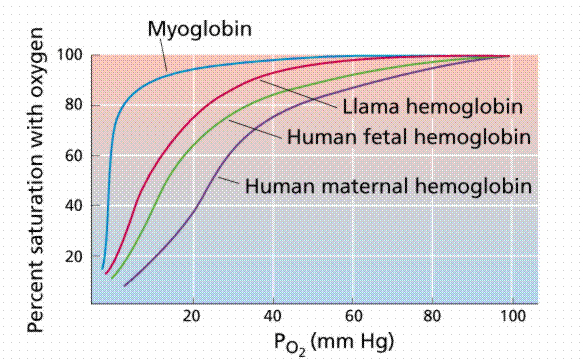 Myoglobin
Percent saturation with oxygen
100
80
60
40
20
Llama hemoglobin
Human fetal hemoglobin
Human maternal hemoglobin
20 40 60 80 100
PO₂ (mm Hg)